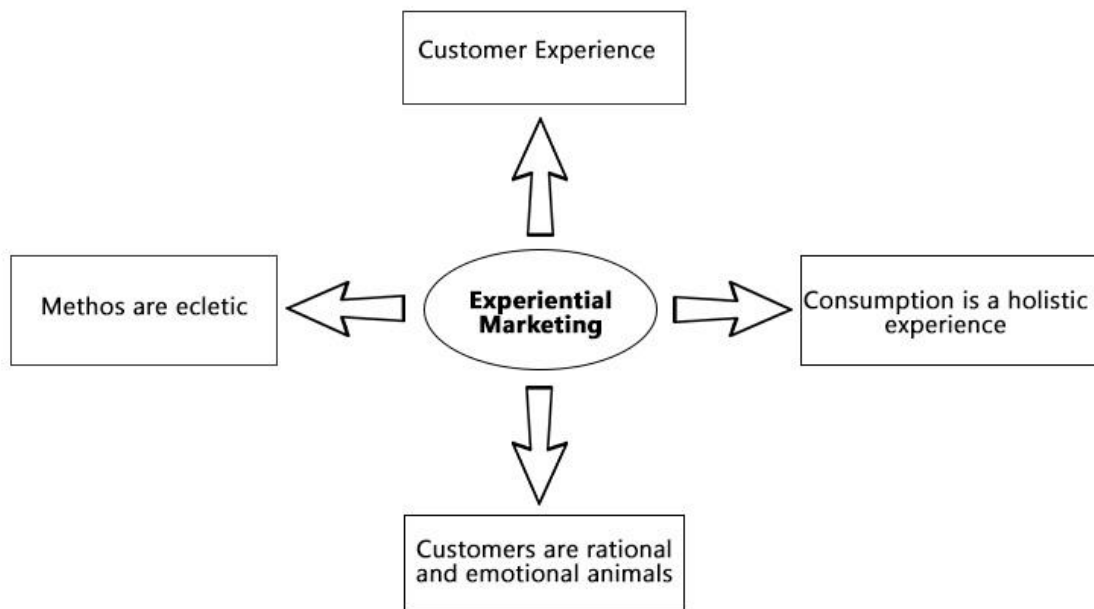 Customer Experience
Methos are ecletic
Experiential
Marketing
Consumption is a holistic
experience
Customers are rational
and emotional animals